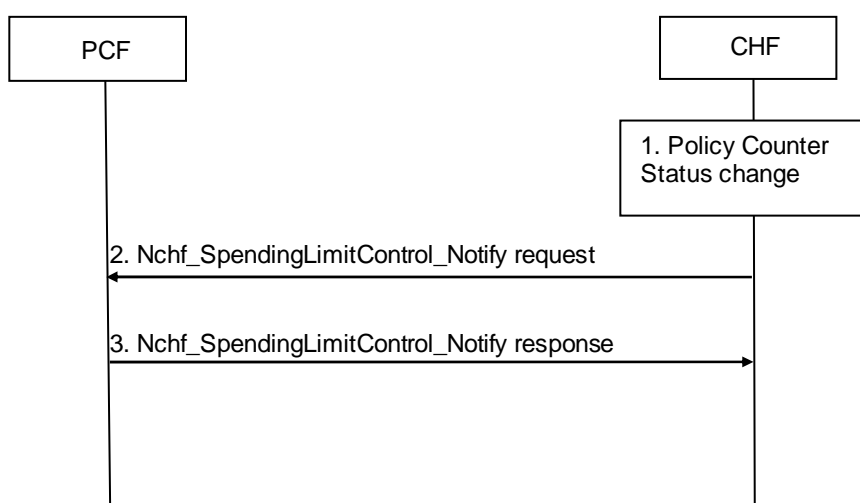 PCF
CHF
1. Policy Counter
Status change
2. Nchf_SpendingLimitControl_Notify request
3. Nchf_SpendingLimitControl_Notify response